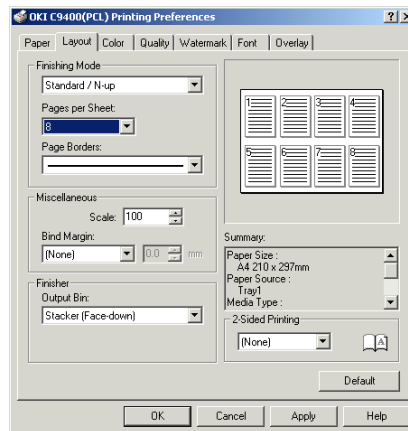 OKI C9400(PCL) Printing Preferences
Paper Layout Color Quality Watermark Font Overlay
Finishing Mode
Standard / N-up
Pages per Sheet:
8
Page Borders:
1 2 3 4
5 6 7 8
Miscellaneous
Scale: 100
Bind Margin:
(None) 0.0 mm
Summary:
Paper Size :
A4 210 x 297mm
Paper Source :
Tray1
Media Type :
Finisher
Output Bin:
Stacker (Face-down)
2-Sided Printing
(None) A
Default
OK Cancel Apply Help